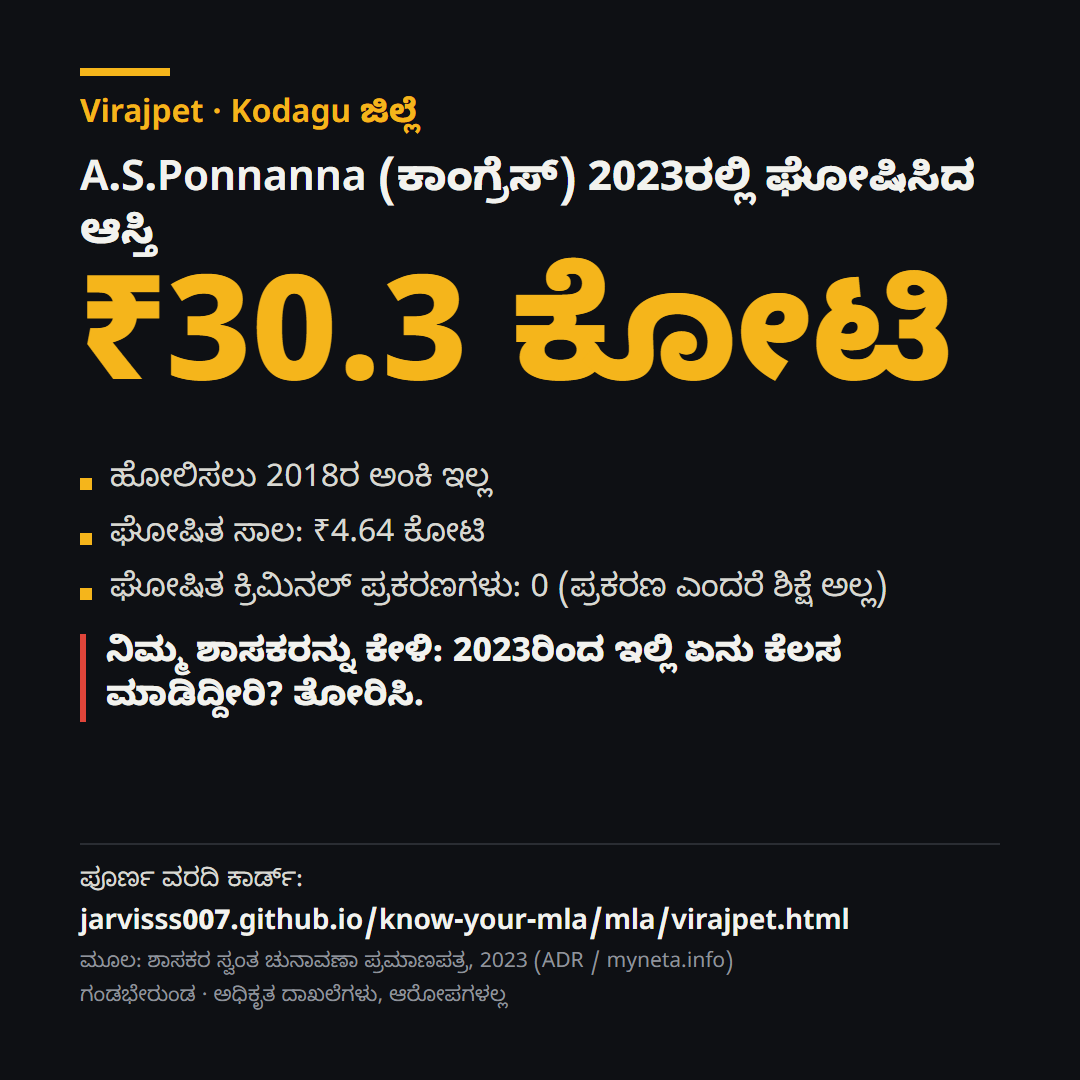 Virajpet · Kodagu ಜಿಲ್ಲೆ
A.S.Ponnanna (ಕಾಂಗ್ರೆಸ್) 2023ರಲ್ಲಿ ಘೋಷಿಸಿದ
ಆಸ್ತಿ
₹30.3 ಕೋಟಿ
ಹೋಲಿಸಲು 2018ರ ಅಂಕಿ ಇಲ್ಲ
ಘೋಷಿತ ಸಾಲ: ₹4.64 ಕೋಟಿ
ಘೋಷಿತ ಕ್ರಿಮಿನಲ್ ಪ್ರಕರಣಗಳು: 0 (ಪ್ರಕರಣ ಎಂದರೆ ಶಿಕ್ಷೆ ಅಲ್ಲ)
ನಿಮ್ಮ ಶಾಸಕರನ್ನು ಕೇಳಿ: 2023ರಿಂದ ಇಲ್ಲಿ ಏನು ಕೆಲಸ
ಮಾಡಿದ್ದೀರಿ? ತೋರಿಸಿ.
ಪೂರ್ಣ ವರದಿ ಕಾರ್ಡ್:
jarvisss007.github.io/know-your-mla/mla/virajpet.html
ಮೂಲ: ಶಾಸಕರ ಸ್ವಂತ ಚುನಾವಣಾ ಪ್ರಮಾಣಪತ್ರ, 2023 (ADR / myneta.info)
ಗಂಡಭೇರುಂಡ · ಅಧಿಕೃತ ದಾಖಲೆಗಳು, ಆರೋಪಗಳಲ್ಲ